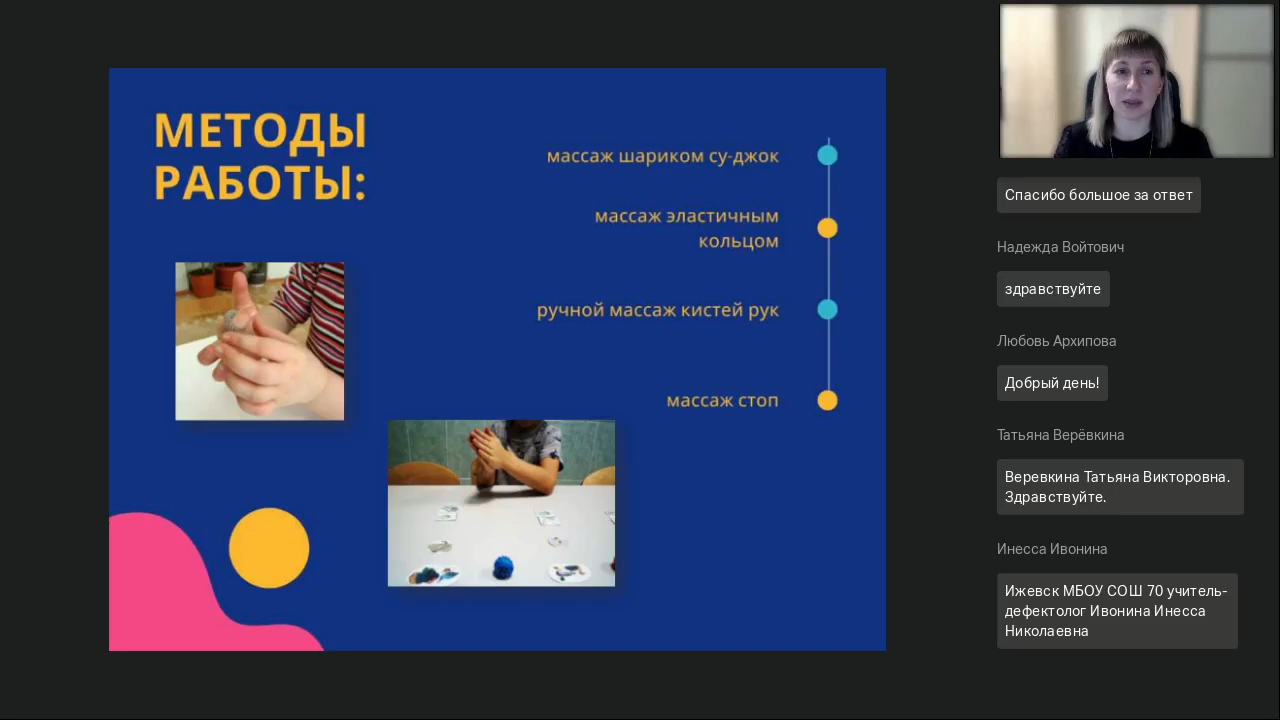 МЕТОДЫ
РАБОТЫ:
массаж шариком су-джок
массаж эластичным
кольцом
ручной массаж кистей рук
массаж стоп
Спасибо большое за ответ
Надежда Войтович
здравствуйте
Любовь Архипова
Добрый день!
Татьяна Верёвкина
Веревкина Татьяна Викторовна.
Здравствуйте.
Инесса Ивонина
Ижевск МБОУ СОШ 70 учитель-
дефектолог Ивонина Инесса
Николаевна